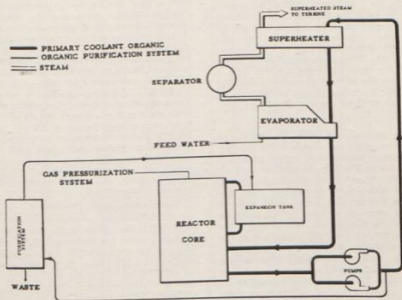 SUPERHEATED STEAM
TO TURBINE
PRIMARY COOLANT ORGANIC
ORGANIC PURIFICATION SYSTEM
STEAM
SUPERHEATER
SEPARATOR
EVAPORATOR
FEED WATER
GAS PRESSURIZATION
SYSTEM
EXPANSION TANK
REACTOR
CORE
PURIFICATION
SYSTEM
PUMPS
WASTE